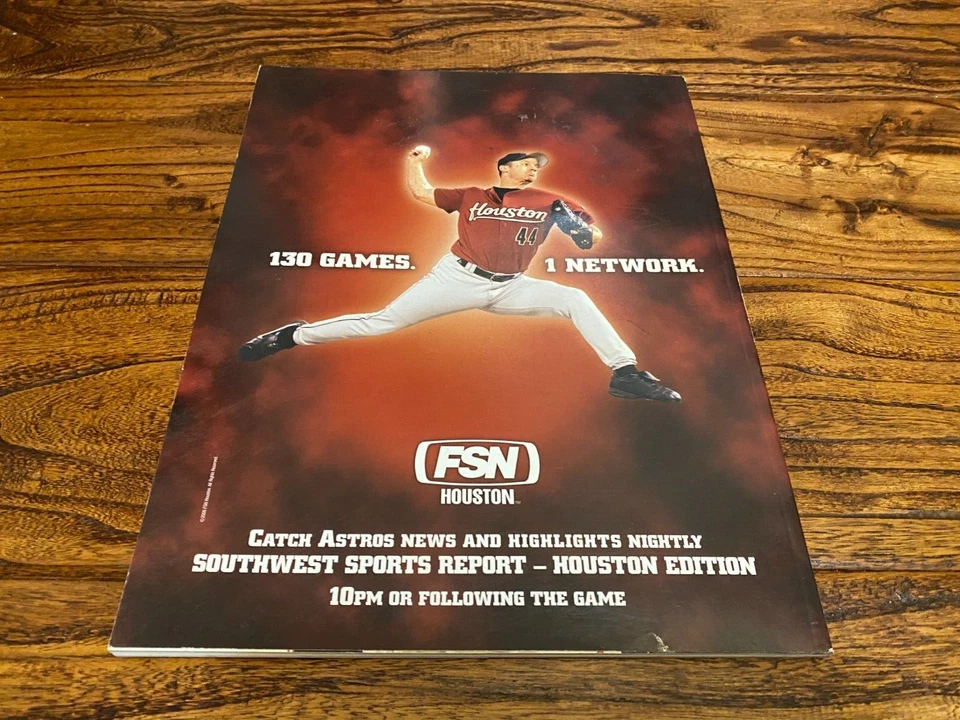 Houston
44
130 GAMES.
1 NETWORK.
FSN
HOUSTON
CATCH ASTROS NEWS AND HIGHLIGHTS NIGHTLY
SOUTHWEST SPORTS REPORT – HOUSTON EDITION
10PM OR FOLLOWING THE GAME